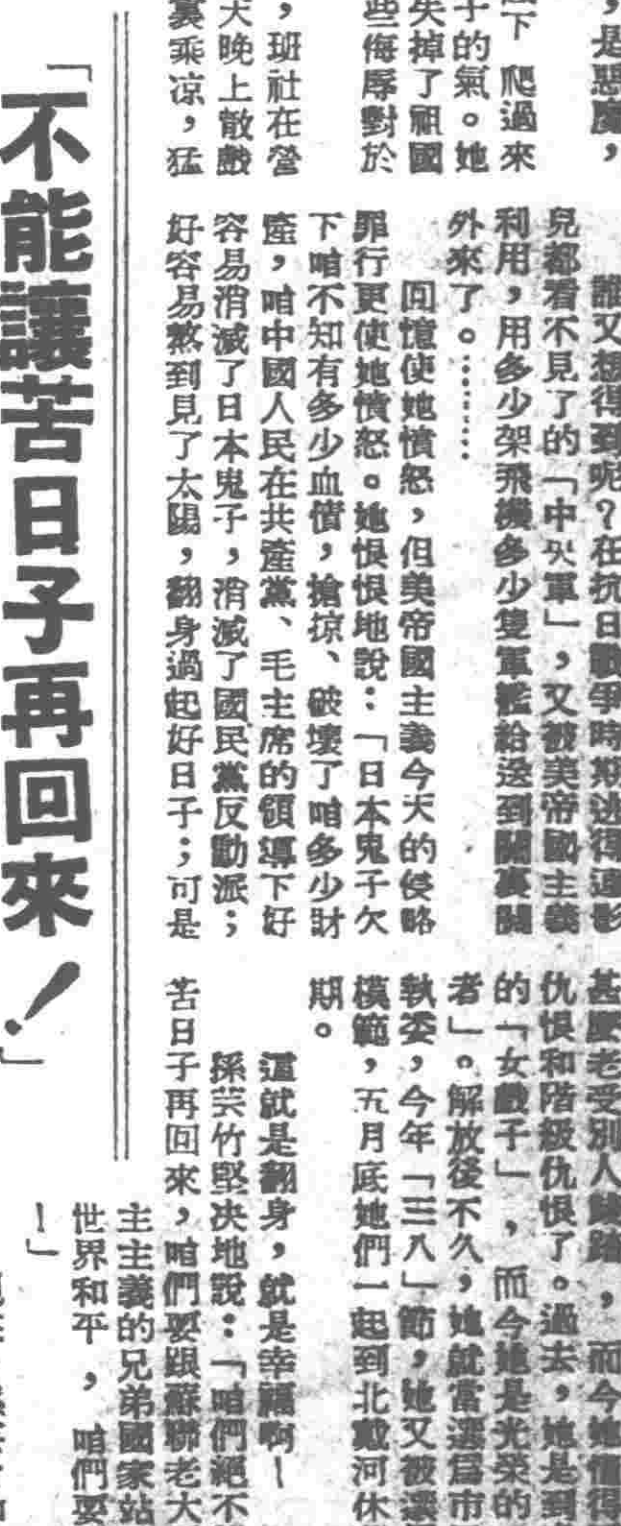 ，是惡魔，
下　爬過來
子的氣。她
失掉了祖國
些侮辱對於
，班社在營
天晚上散戲
裏乘凉，猛
誰又想得到呢？在抗日戰爭時期逃得連影
兒都看不見了的「中央軍」，又被美帝國主義
利用，用多少架飛機多少隻軍艦給送到關裏關
外來了。………
回憶使她憤怒，但美帝國主義今天的侵略
罪行更使她憤怒。她恨恨地說：「日本鬼子欠
下咱不知有多少血債，搶掠、破壞了咱多少財
產，咱中國人民在共產黨、毛主席的領導下好
容易消滅了日本鬼子，消滅了國民黨反動派；
好容易熬到見了太陽，翻身過起好日子；可是
甚麼老受別人踏，而今她懂得
仇恨和階級仇恨了。過去，她是到
的「女戲子」，而今她是光榮的
者」。解放後不久，她就當選爲市
執委，今年「三八」節，她又被選
模範，五月底她們一起到北戴河休
期。
這就是翻身，就是幸福啊！
孫芸竹堅决地說：「咱們絕不
苦日子再回來，咱們要跟蘇聯老大
主主義的兄弟國家站
世界和平，咱們要
！」
「不能讓苦日子再回來！」